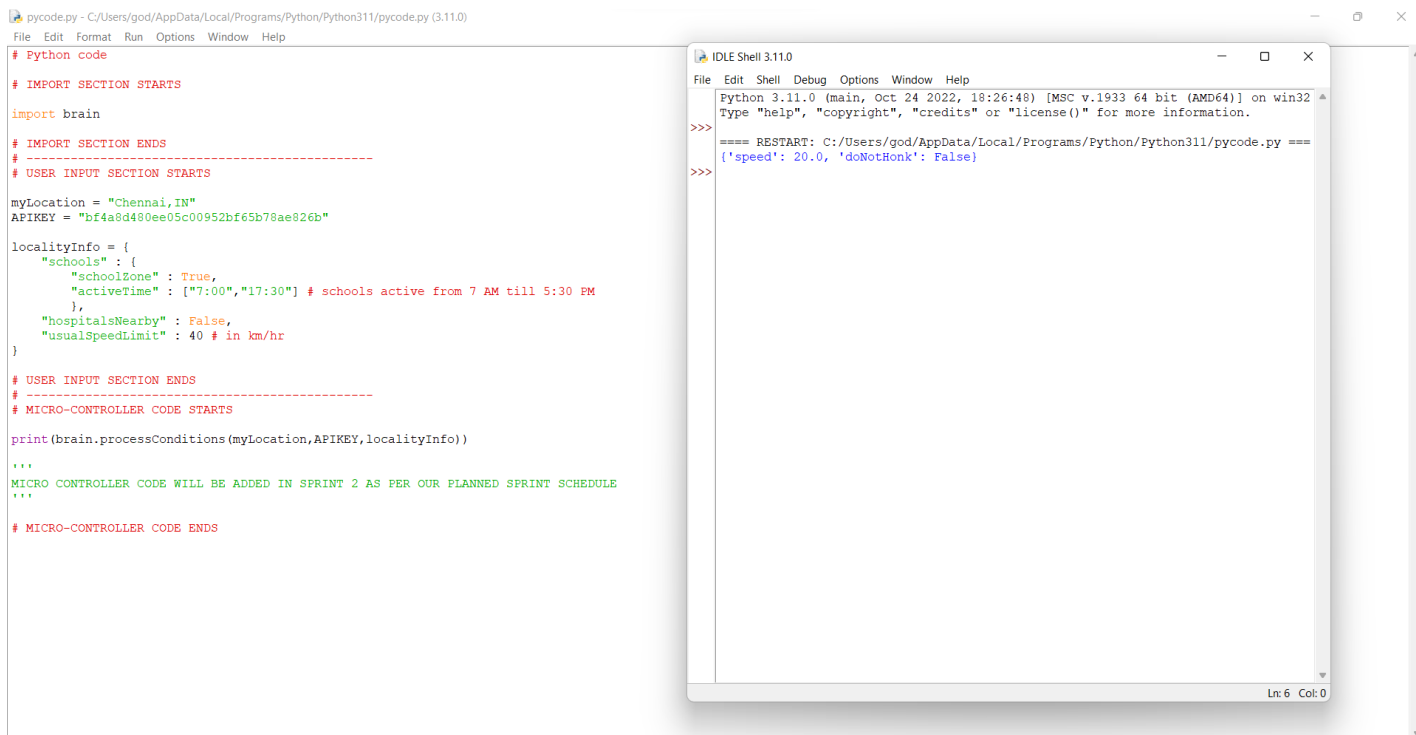 pycode.py - C:/Users/god/AppData/Local/Programs/Python/Python311/pycode.py (3.11.0)
File Edit Format Run Options Window Help
# Python code
# IMPORT SECTION STARTS
import brain
# IMPORT SECTION ENDS
# -----------------------------------------------
# USER INPUT SECTION STARTS
myLocation = "Chennai,IN"
APIKEY = "bf4a8d480ee05c00952bf65b78ae826b"
localityInfo = {
    "schools" : {
        "schoolZone" : True,
        "activeTime" : ["7:00","17:30"] # schools active from 7 AM till 5:30 PM
        },
    "hospitalsNearby" : False,
    "usualSpeedLimit" : 40 # in km/hr
}
# USER INPUT SECTION ENDS
# -----------------------------------------------
# MICRO-CONTROLLER CODE STARTS
print(brain.processConditions(myLocation,APIKEY,localityInfo))
'''
MICRO CONTROLLER CODE WILL BE ADDED IN SPRINT 2 AS PER OUR PLANNED SPRINT SCHEDULE
'''
# MICRO-CONTROLLER CODE ENDS
IDLE Shell 3.11.0
File Edit Shell Debug Options Window Help
Python 3.11.0 (main, Oct 24 2022, 18:26:48) [MSC v.1933 64 bit (AMD64)] on win32
Type "help", "copyright", "credits" or "license()" for more information.
>>>
==== RESTART: C:/Users/god/AppData/Local/Programs/Python/Python311/pycode.py ===
{'speed': 20.0, 'doNotHonk': False}
>>>
Ln: 6 Col: 0